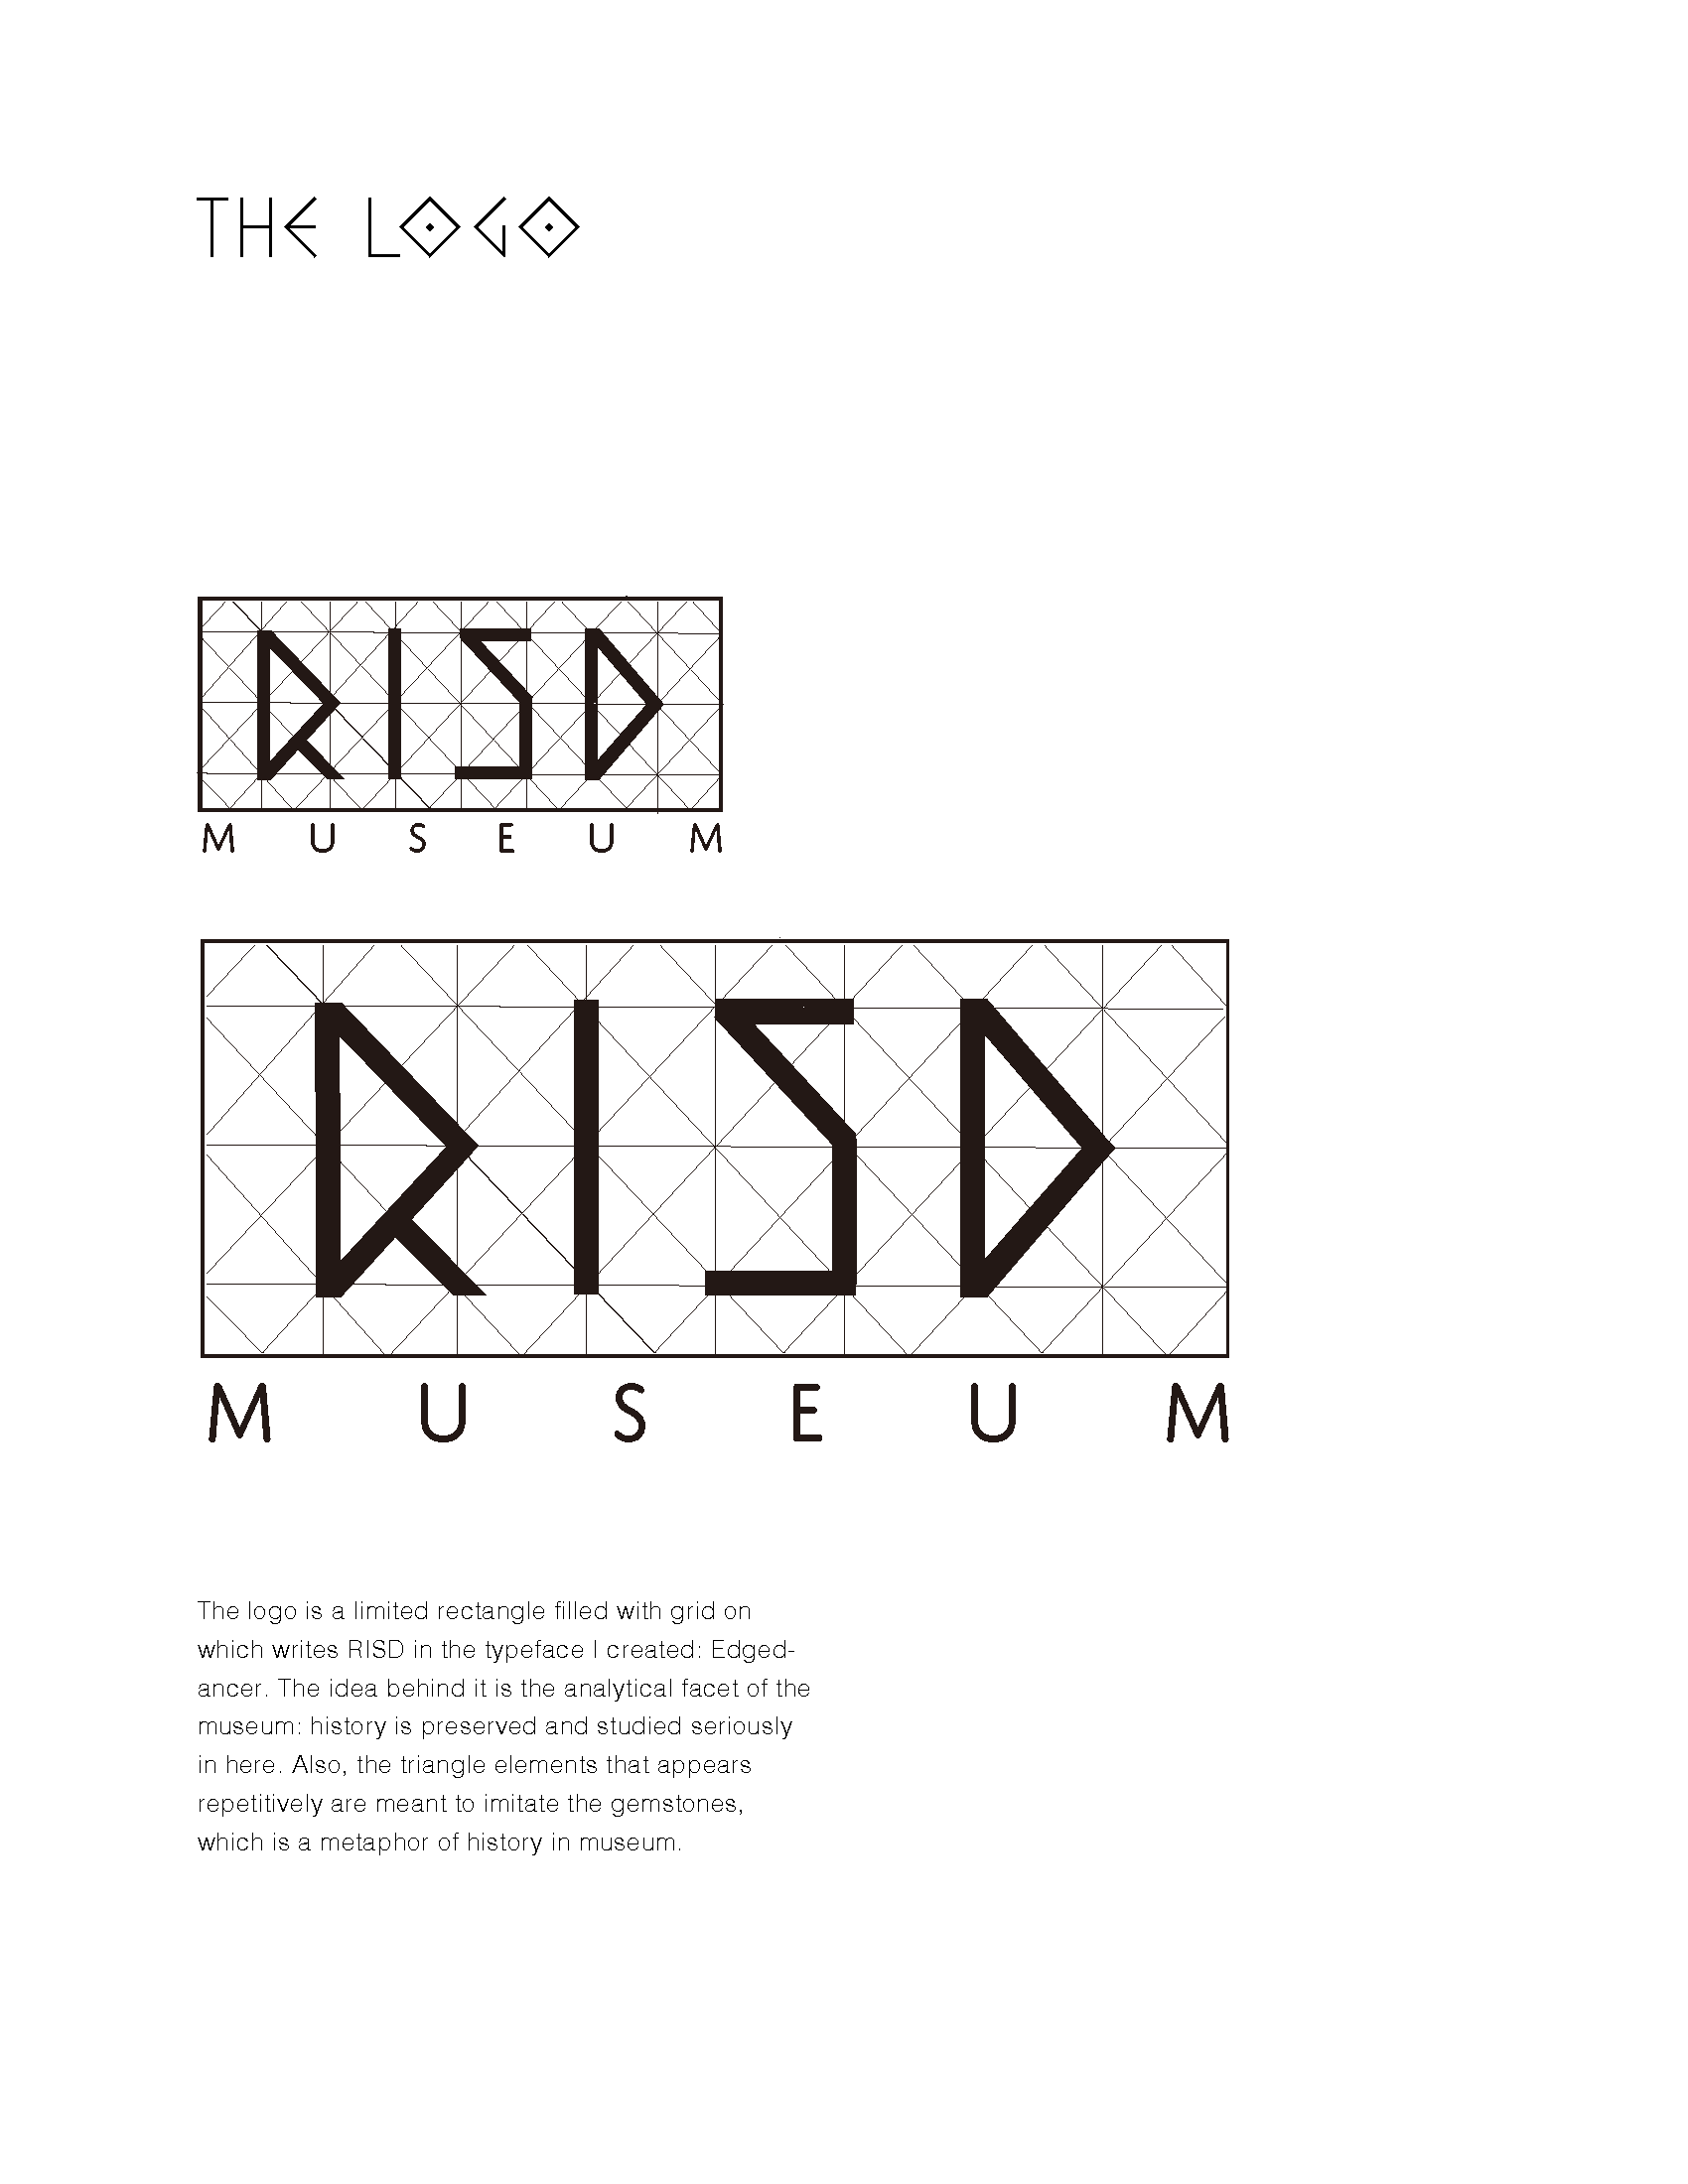 THE LOGO
RISD
MUSEUM
RISD
MUSEUM
The logo is a limited rectangle filled with grid on
which writes RISD in the typeface I created: Edged-
ancer. The idea behind it is the analytical facet of the
museum: history is preserved and studied seriously
in here. Also, the triangle elements that appears
repetitively are meant to imitate the gemstones,
which is a metaphor of history in museum.